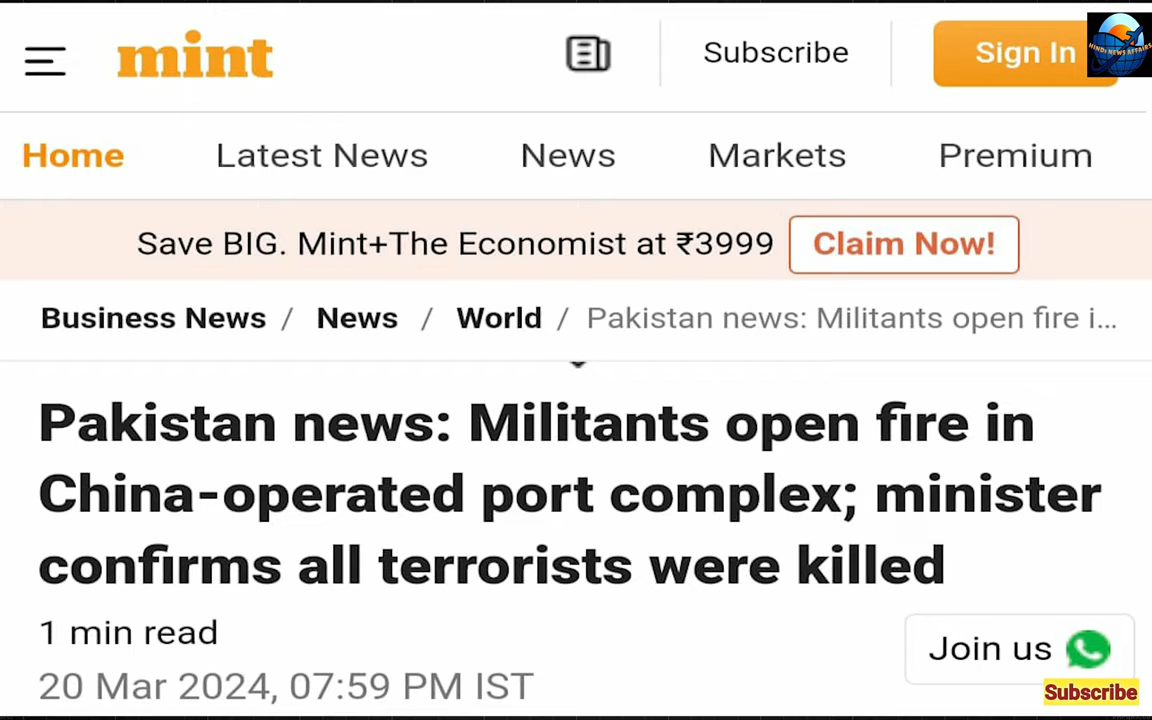 mint
Subscribe
Sign In
HINDI NEWS AFFAIRS
Home
Latest News
News
Markets
Premium
Save BIG. Mint+The Economist at ₹3999
Claim Now!
Business News / News / World / Pakistan news: Militants open fire i...
Pakistan news: Militants open fire in
China-operated port complex; minister
confirms all terrorists were killed
1 min read
Join us
20 Mar 2024, 07:59 PM IST
Subscribe